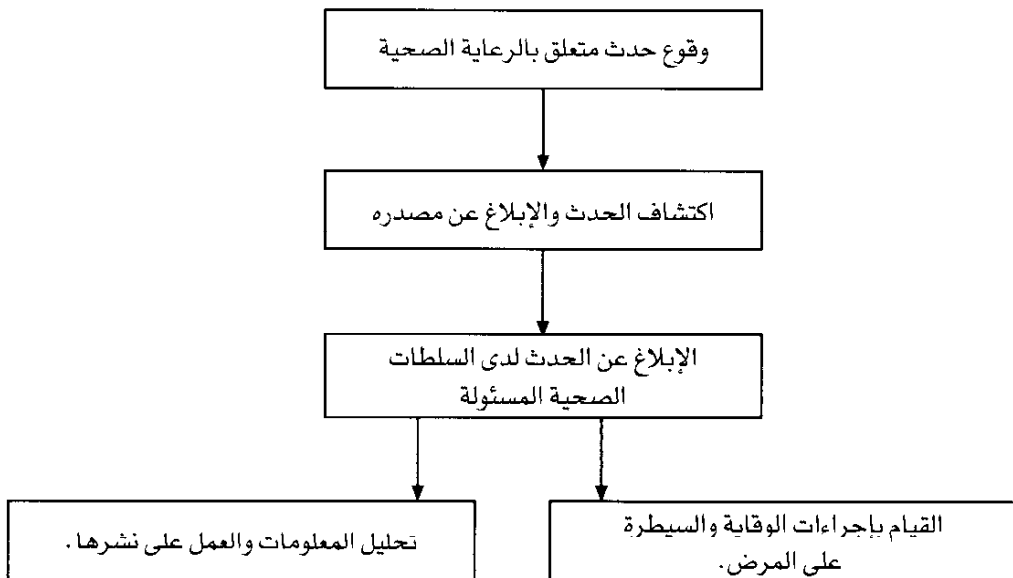 وقوع حدث متعلق بالرعاية الصحية
اكتشاف الحدث والإبلاغ عن مصدره
الإبلاغ عن الحدث لدى السلطات
الصحية المسئولة
القيام بإجراءات الوقاية والسيطرة
على المرض.
تحليل المعلومات والعمل على نشرها.